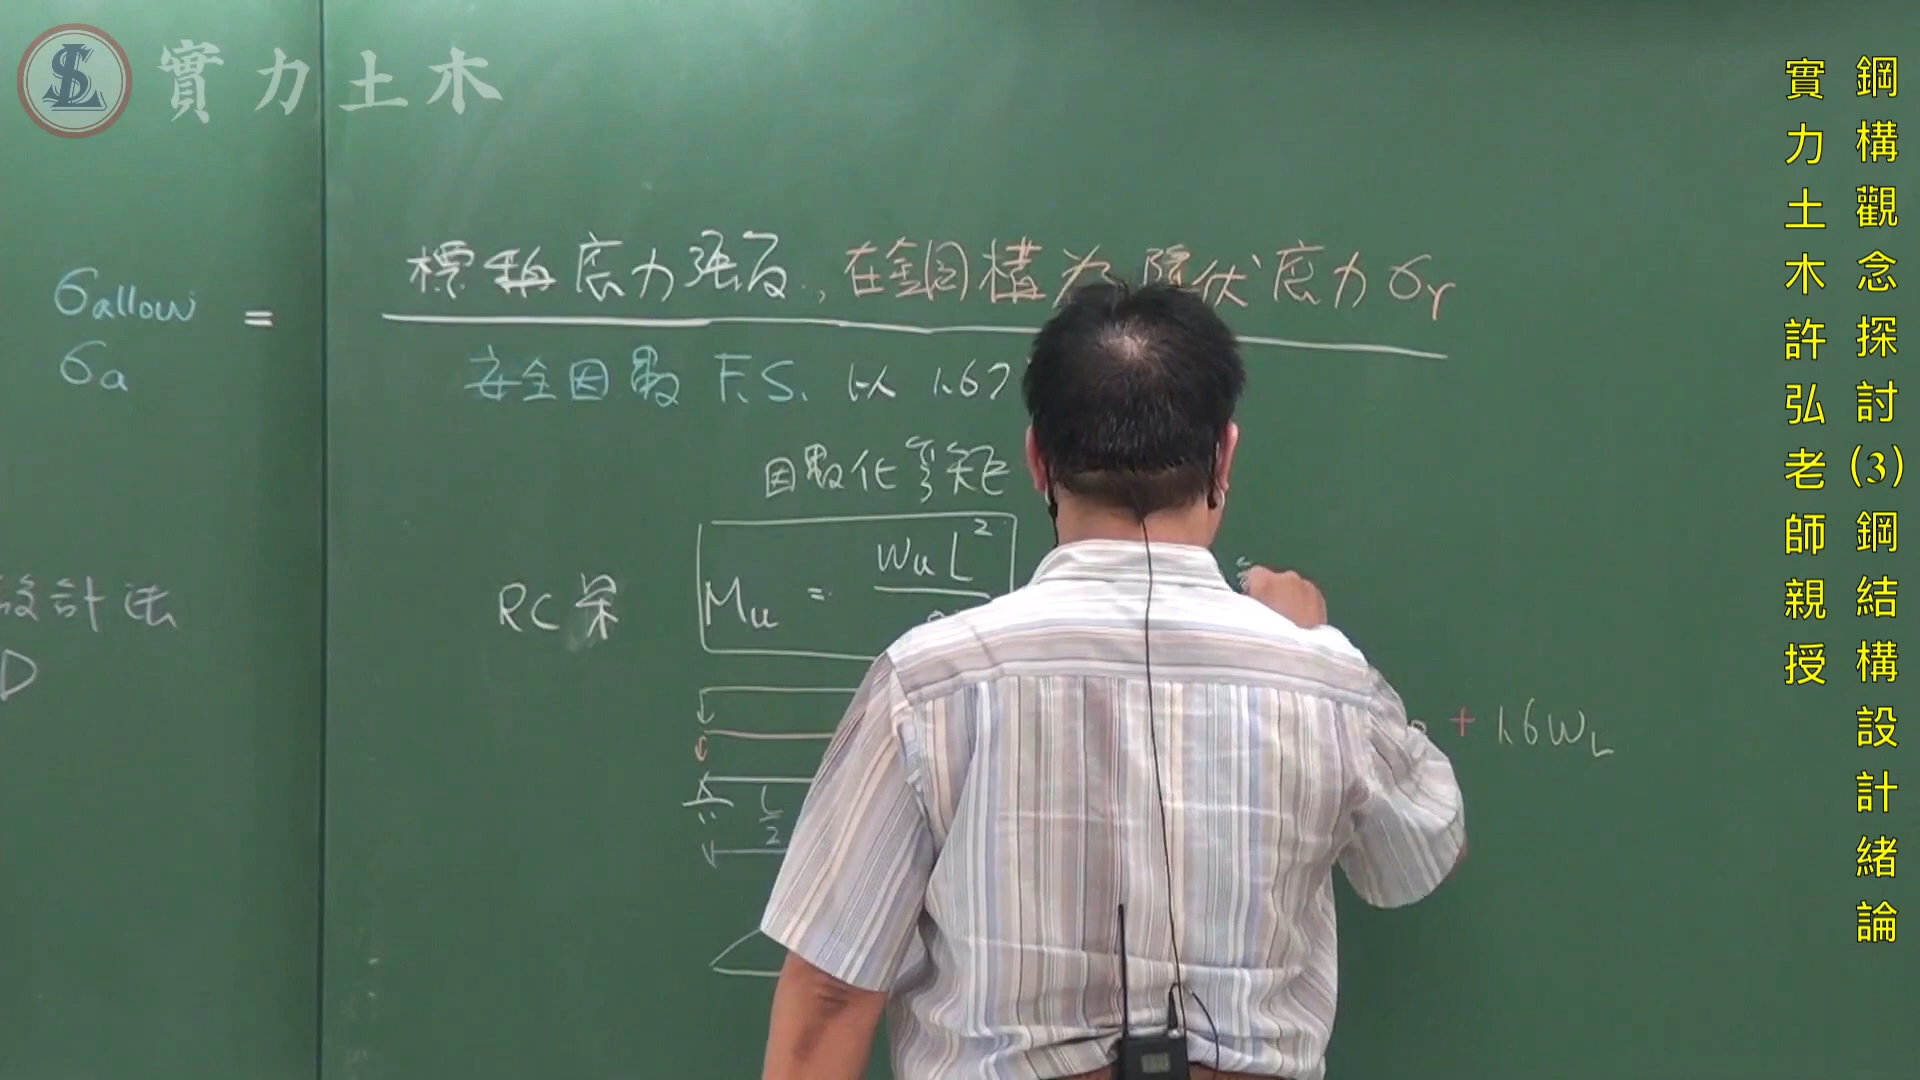 實力土木
鋼構觀念探討(3)鋼結構設計緒論
實力土木許弘老師親授
標稱應力強度，在鋼構為降伏應力 σY
σallow =
σa
安全因數 F.S. 以 1.67
因數化彎矩
RC梁
Mu = WuL²
設計法
D
L/2
+ 1.6WL